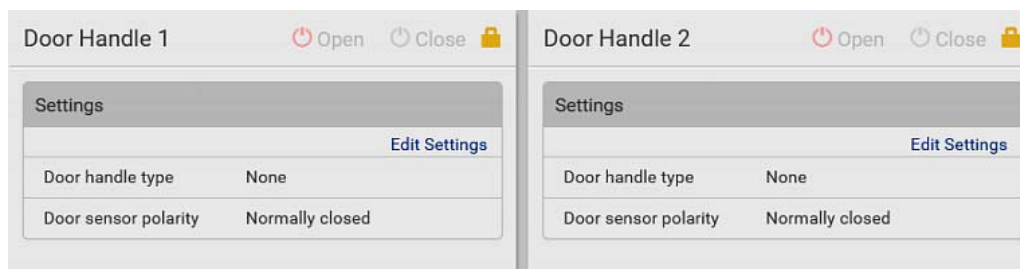 Door Handle 1 Open Close
Settings
Edit Settings
Door handle type None
Door sensor polarity Normally closed
Door Handle 2 Open Close
Settings
Edit Settings
Door handle type None
Door sensor polarity Normally closed